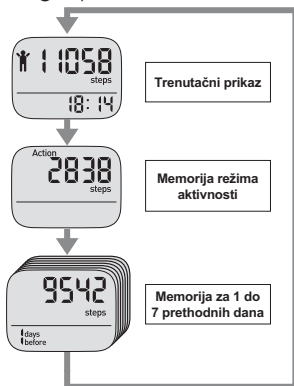 11058
steps
18:14
Trenutačni prikaz
Action
2838
steps
Memorija režima
aktivnosti
9542
steps
1 days
before
Memorija za 1 do
7 prethodnih dana